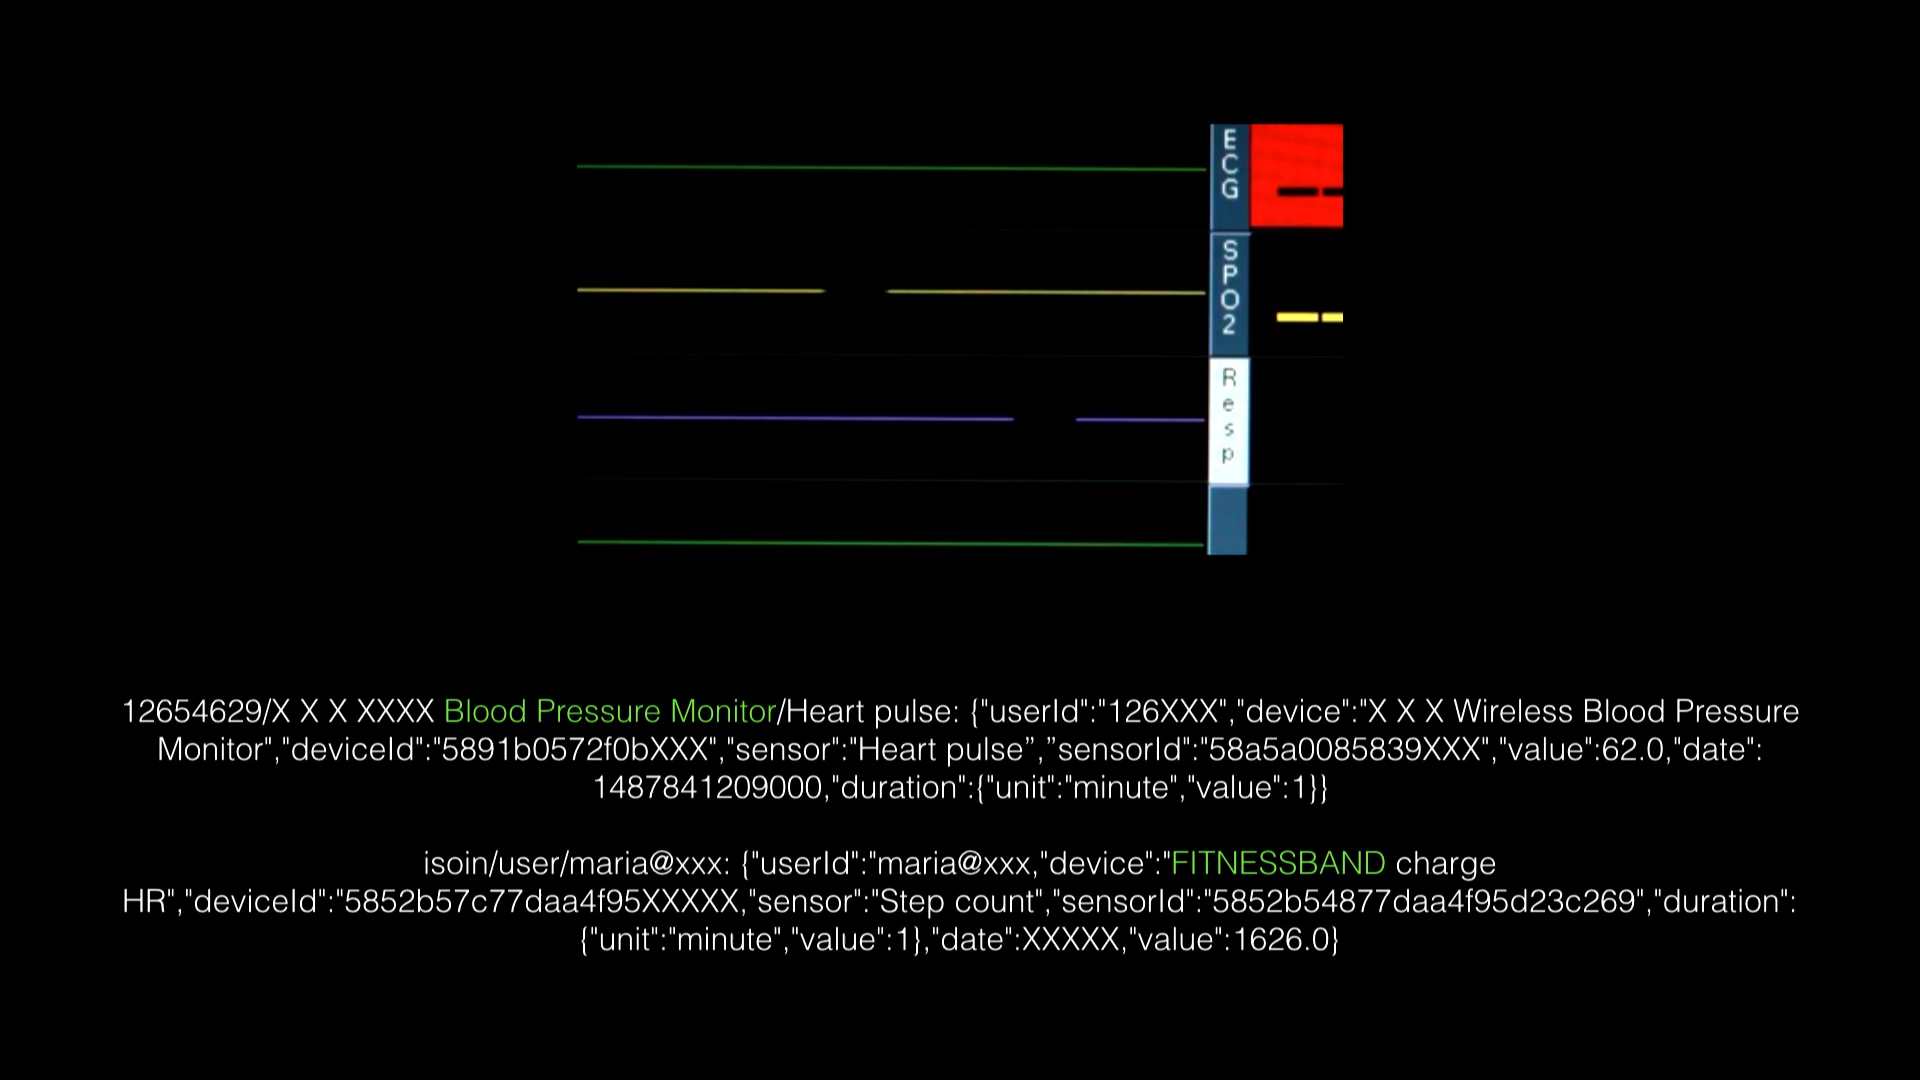 ECG
SPO2
Resp
12654629/X X X XXXX Blood Pressure Monitor/Heart pulse: {"userId":"126XXX","device":"X X X Wireless Blood Pressure
Monitor","deviceId":"5891b0572f0bXXX","sensor":"Heart pulse”,”sensorId":"58a5a0085839XXX","value":62.0,"date":
1487841209000,"duration":{"unit":"minute","value":1}}
isoin/user/maria@xxx: {"userId":"maria@xxx,"device":"FITNESSBAND charge
HR","deviceId":"5852b57c77daa4f95XXXXX,"sensor":"Step count","sensorId":"5852b54877daa4f95d23c269","duration":
{"unit":"minute","value":1},"date":XXXXX,"value":1626.0}